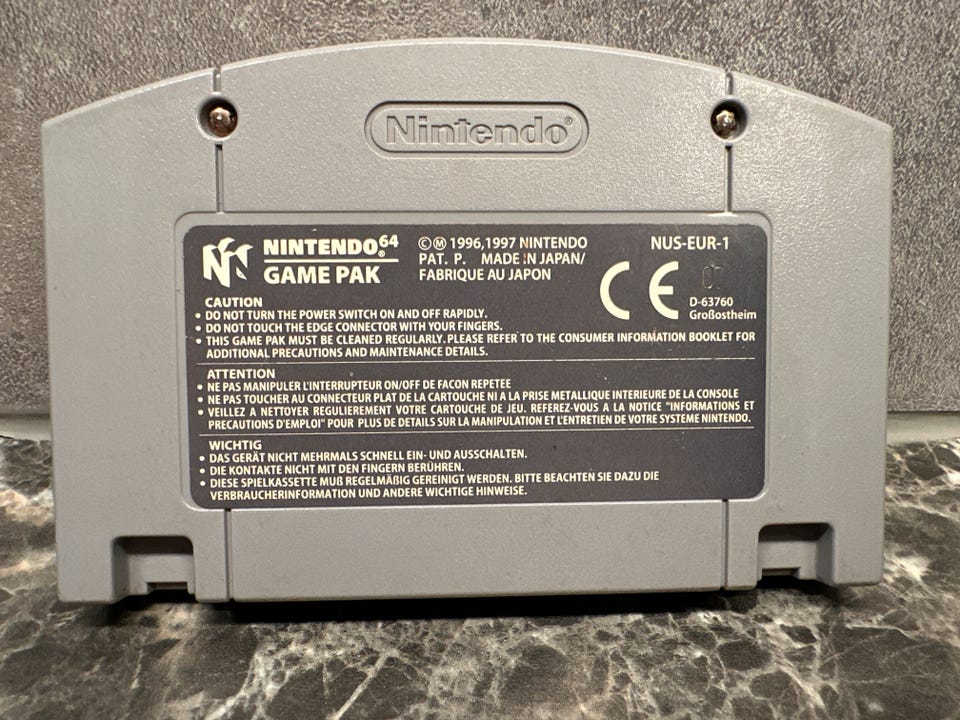 Nintendo®
NINTENDO⁶⁴®
GAME PAK
©Ⓜ 1996,1997 NINTENDO
PAT. P. MADE IN JAPAN/
FABRIQUE AU JAPON
NUS-EUR-1
CE
D-63760
Großostheim
CAUTION
• DO NOT TURN THE POWER SWITCH ON AND OFF RAPIDLY.
• DO NOT TOUCH THE EDGE CONNECTOR WITH YOUR FINGERS.
• THIS GAME PAK MUST BE CLEANED REGULARLY. PLEASE REFER TO THE CONSUMER INFORMATION BOOKLET FOR
ADDITIONAL PRECAUTIONS AND MAINTENANCE DETAILS.
ATTENTION
• NE PAS MANIPULER L'INTERRUPTEUR ON/OFF DE FACON REPETEE
• NE PAS TOUCHER AU CONNECTEUR PLAT DE LA CARTOUCHE NI A LA PRISE METALLIQUE INTERIEURE DE LA CONSOLE
• VEILLEZ A NETTOYER REGULIEREMENT VOTRE CARTOUCHE DE JEU. REFEREZ-VOUS A LA NOTICE "INFORMATIONS ET
PRECAUTIONS D'EMPLOI" POUR PLUS DE DETAILS SUR LA MANIPULATION ET L'ENTRETIEN DE VOTRE SYSTEME NINTENDO.
WICHTIG
• DAS GERÄT NICHT MEHRMALS SCHNELL EIN- UND AUSSCHALTEN.
• DIE KONTAKTE NICHT MIT DEN FINGERN BERÜHREN.
• DIESE SPIELKASSETTE MUß REGELMÄßIG GEREINIGT WERDEN. BITTE BEACHTEN SIE DAZU DIE
VERBRAUCHERINFORMATION UND ANDERE WICHTIGE HINWEISE.